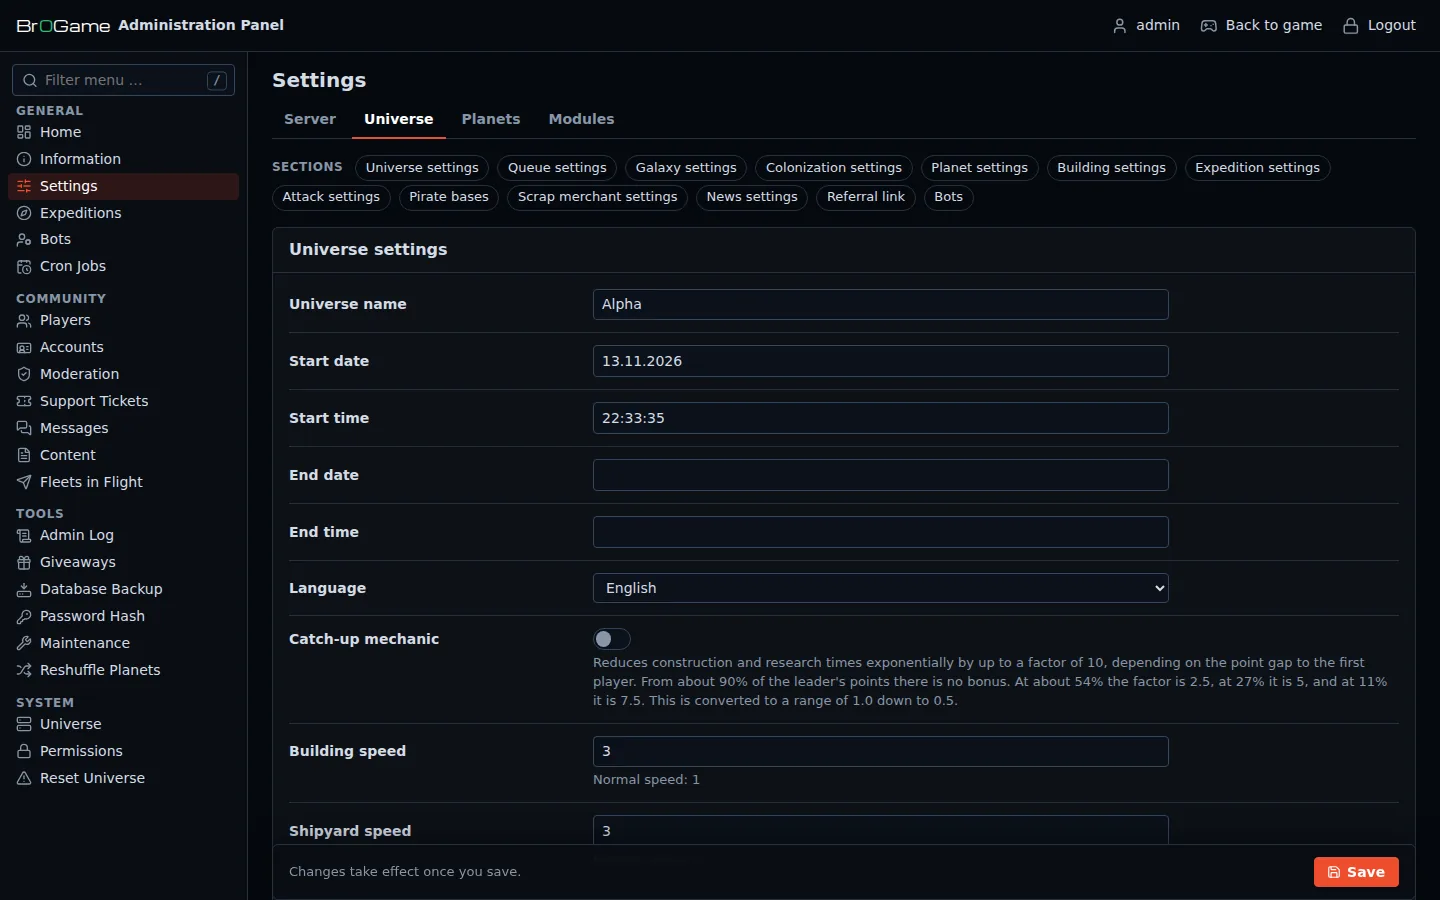 BrOGame Administration Panel
admin
Back to game
Logout
Filter menu ...
/
GENERAL
Home
Information
Settings
Expeditions
Bots
Cron Jobs
COMMUNITY
Players
Accounts
Moderation
Support Tickets
Messages
Content
Fleets in Flight
TOOLS
Admin Log
Giveaways
Database Backup
Password Hash
Maintenance
Reshuffle Planets
SYSTEM
Universe
Permissions
Reset Universe
Settings
Server Universe Planets Modules
SECTIONS Universe settings Queue settings Galaxy settings Colonization settings Planet settings Building settings Expedition settings
Attack settings Pirate bases Scrap merchant settings News settings Referral link Bots
Universe settings
Universe name Alpha
Start date 13.11.2026
Start time 22:33:35
End date
End time
Language English
Catch-up mechanic
Reduces construction and research times exponentially by up to a factor of 10, depending on the point gap to the first
player. From about 90% of the leader's points there is no bonus. At about 54% the factor is 2.5, at 27% it is 5, and at 11%
it is 7.5. This is converted to a range of 1.0 down to 0.5.
Building speed 3
Normal speed: 1
Shipyard speed 3
Changes take effect once you save.
Save